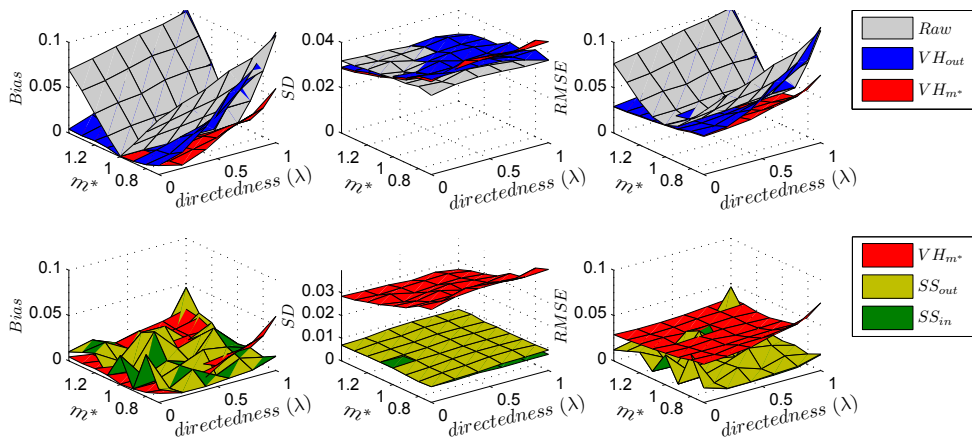 0.1
0.05
0
Bias
1.2
1
0.8
m*
0
0.5
1
directedness (λ)
0.04
0.02
0
SD
1.2
1
0.8
m*
0
0.5
1
directedness (λ)
0.1
0.05
0
RMSE
1.2
1
0.8
m*
0
0.5
1
directedness (λ)
Raw
VH_out
VH_m*
0.1
0.05
0
Bias
1.2
1
0.8
m*
0
0.5
1
directedness (λ)
0.03
0.02
0.01
0
SD
1.2
1
0.8
m*
0
0.5
1
directedness (λ)
0.1
0.05
0
RMSE
1.2
1
0.8
m*
0
0.5
1
directedness (λ)
VH_m*
SS_out
SS_in